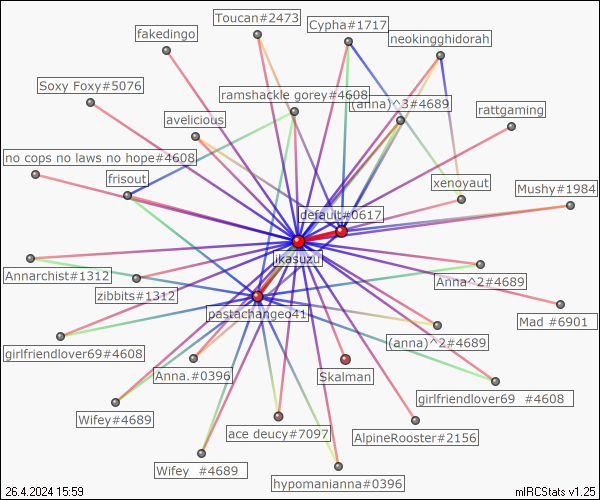 Toucan#2473
Cypha#1717
fakedingo
neokingghidorah
Soxy Foxy#5076
ramshackle gorey#4608
(anna)^3#4689
rattgaming
avelicious
no cops no laws no hope#4608
frisout
xenoyaut
Mushy#1984
default#0617
ikasuzu
Annarchist#1312
zibbits#1312
Anna^2#4689
pastachangeo41
Mad #6901
girlfriendlover69#4608
(anna)^2#4689
Anna.#0396
Skalman
girlfriendlover69 #4608
Wifey#4689
ace deucy#7097
AlpineRooster#2156
Wifey #4689
hypomanianna#0396
26.4.2024 15:59
mIRCStats v1.25